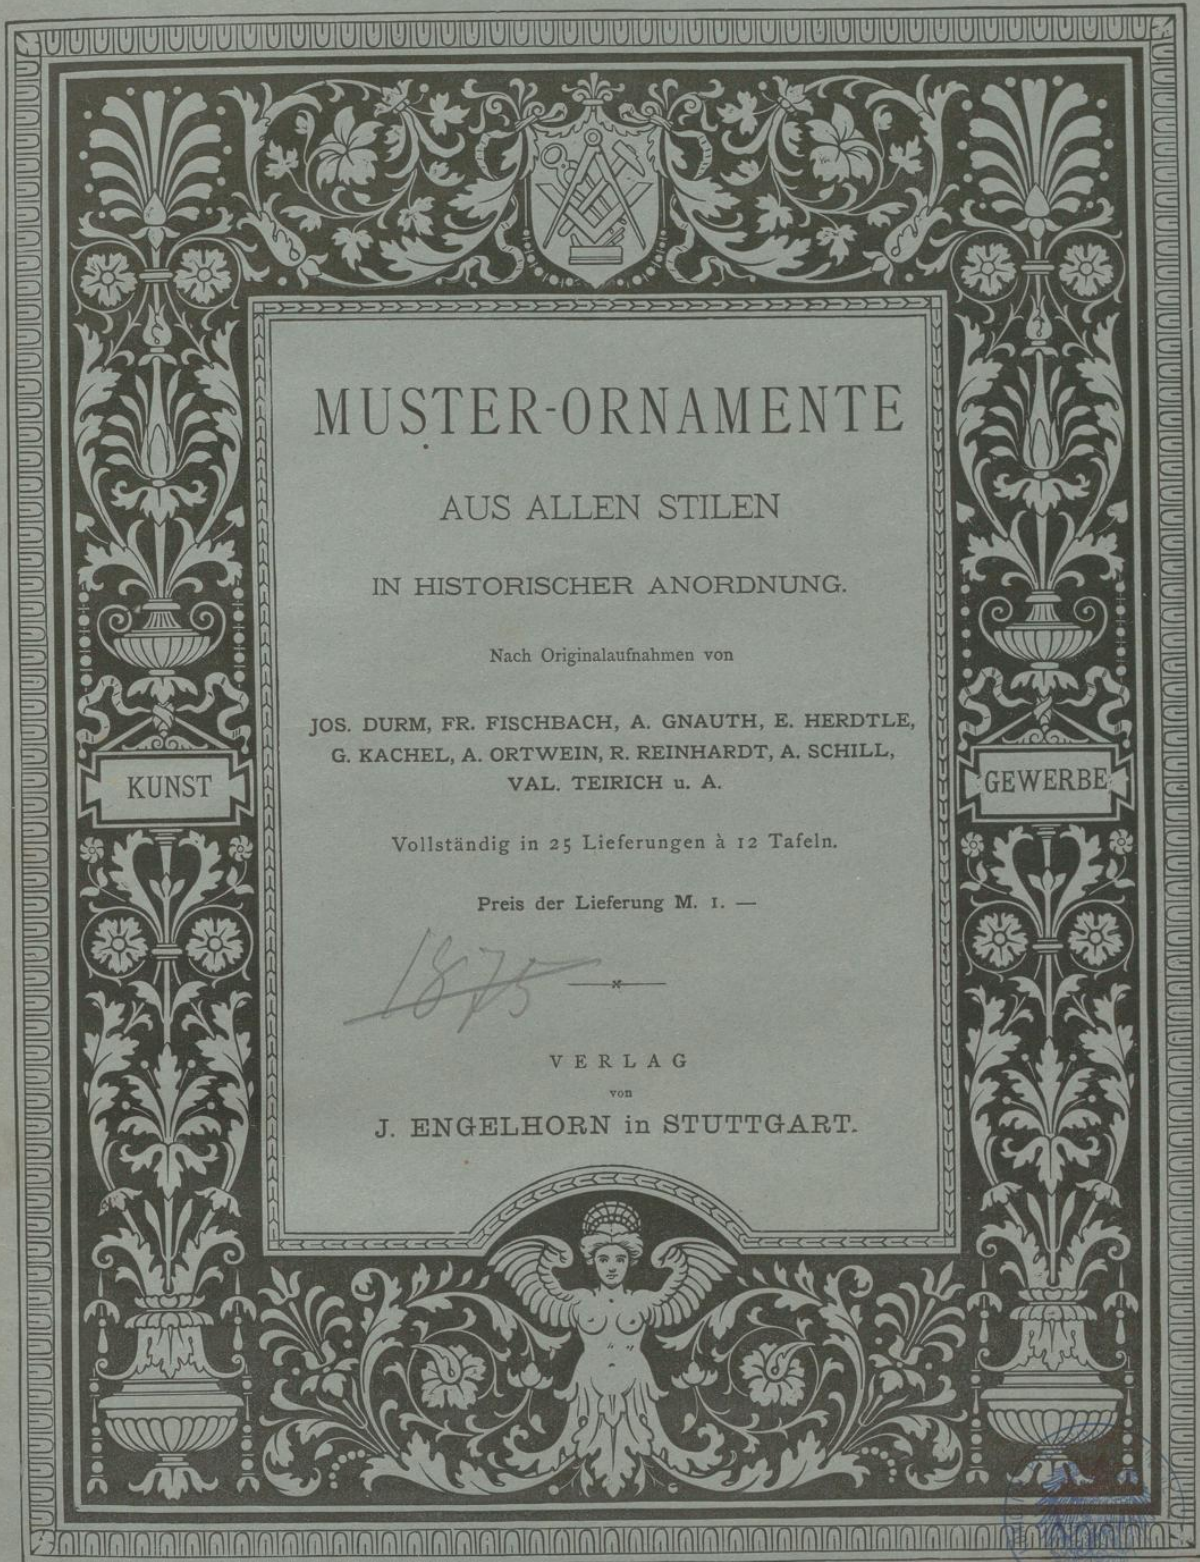 MUSTER-ORNAMENTE
AUS ALLEN STILEN
IN HISTORISCHER ANORDNUNG.
Nach Originalaufnahmen von
JOS. DURM, FR. FISCHBACH, A. GNAUTH, E. HERDTLE,
G. KACHEL, A. ORTWEIN, R. REINHARDT, A. SCHILL,
VAL. TEIRICH u. A.
KUNST
GEWERBE
Vollständig in 25 Lieferungen à 12 Tafeln.
Preis der Lieferung M. 1. —
1875
VERLAG
von
J. ENGELHORN in STUTTGART.